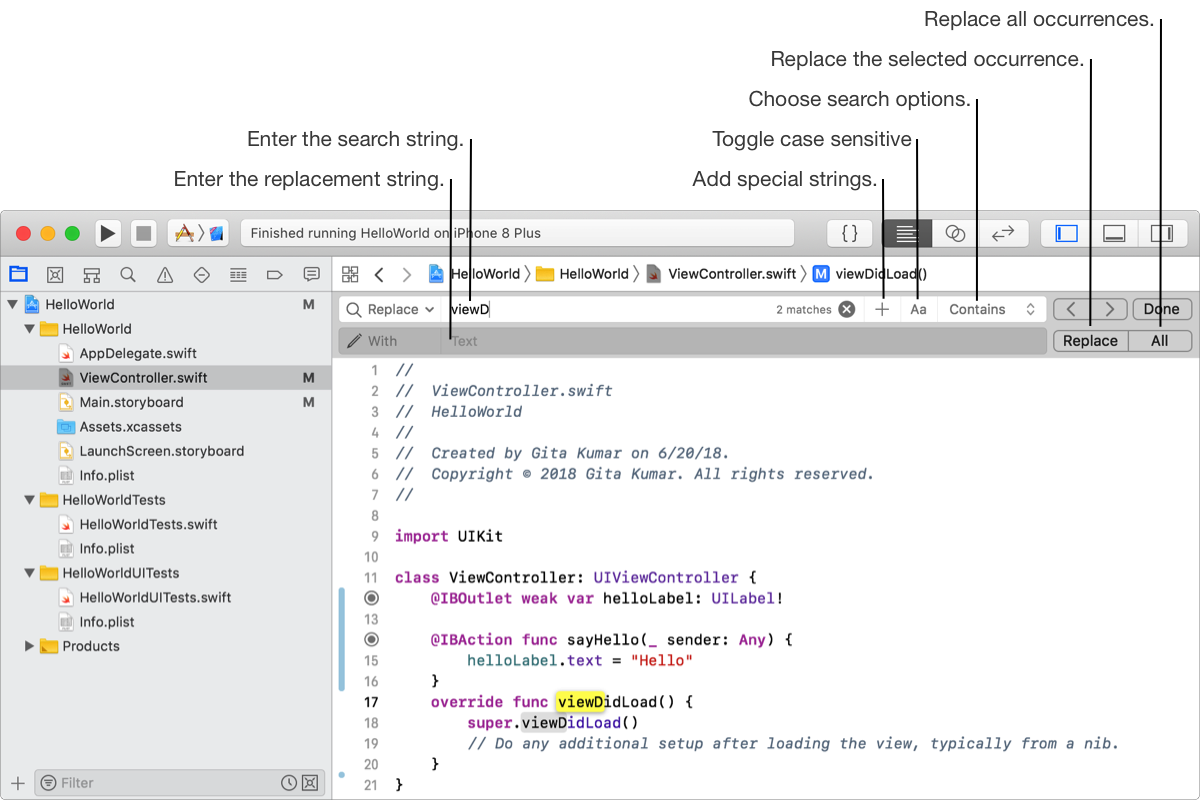 Replace all occurrences.
Replace the selected occurrence.
Choose search options.
Enter the search string.
Toggle case sensitive
Enter the replacement string.
Add special strings.
{ }
Finished running HelloWorld on iPhone 8 Plus
HelloWorld
HelloWorld
ViewController.swift
M
viewDidLoad()
HelloWorld M
HelloWorld
AppDelegate.swift
ViewController.swift M
Main.storyboard M
Assets.xcassets
LaunchScreen.storyboard
Info.plist
HelloWorldTests
HelloWorldTests.swift
Info.plist
HelloWorldUITests
HelloWorldUITests.swift
Info.plist
Products
Filter
Replace viewD 2 matches Aa Contains Done
With Text Replace All
1 //
2 //  ViewController.swift
3 //  HelloWorld
4 //
5 //  Created by Gita Kumar on 6/20/18.
6 //  Copyright © 2018 Gita Kumar. All rights reserved.
7 //
8
9 import UIKit
10
11 class ViewController: UIViewController {
@IBOutlet weak var helloLabel: UILabel!
13
@IBAction func sayHello(_ sender: Any) {
15 helloLabel.text = "Hello"
16 }
17 override func viewDidLoad() {
18 super.viewDidLoad()
19 // Do any additional setup after loading the view, typically from a nib.
20 }
21 }